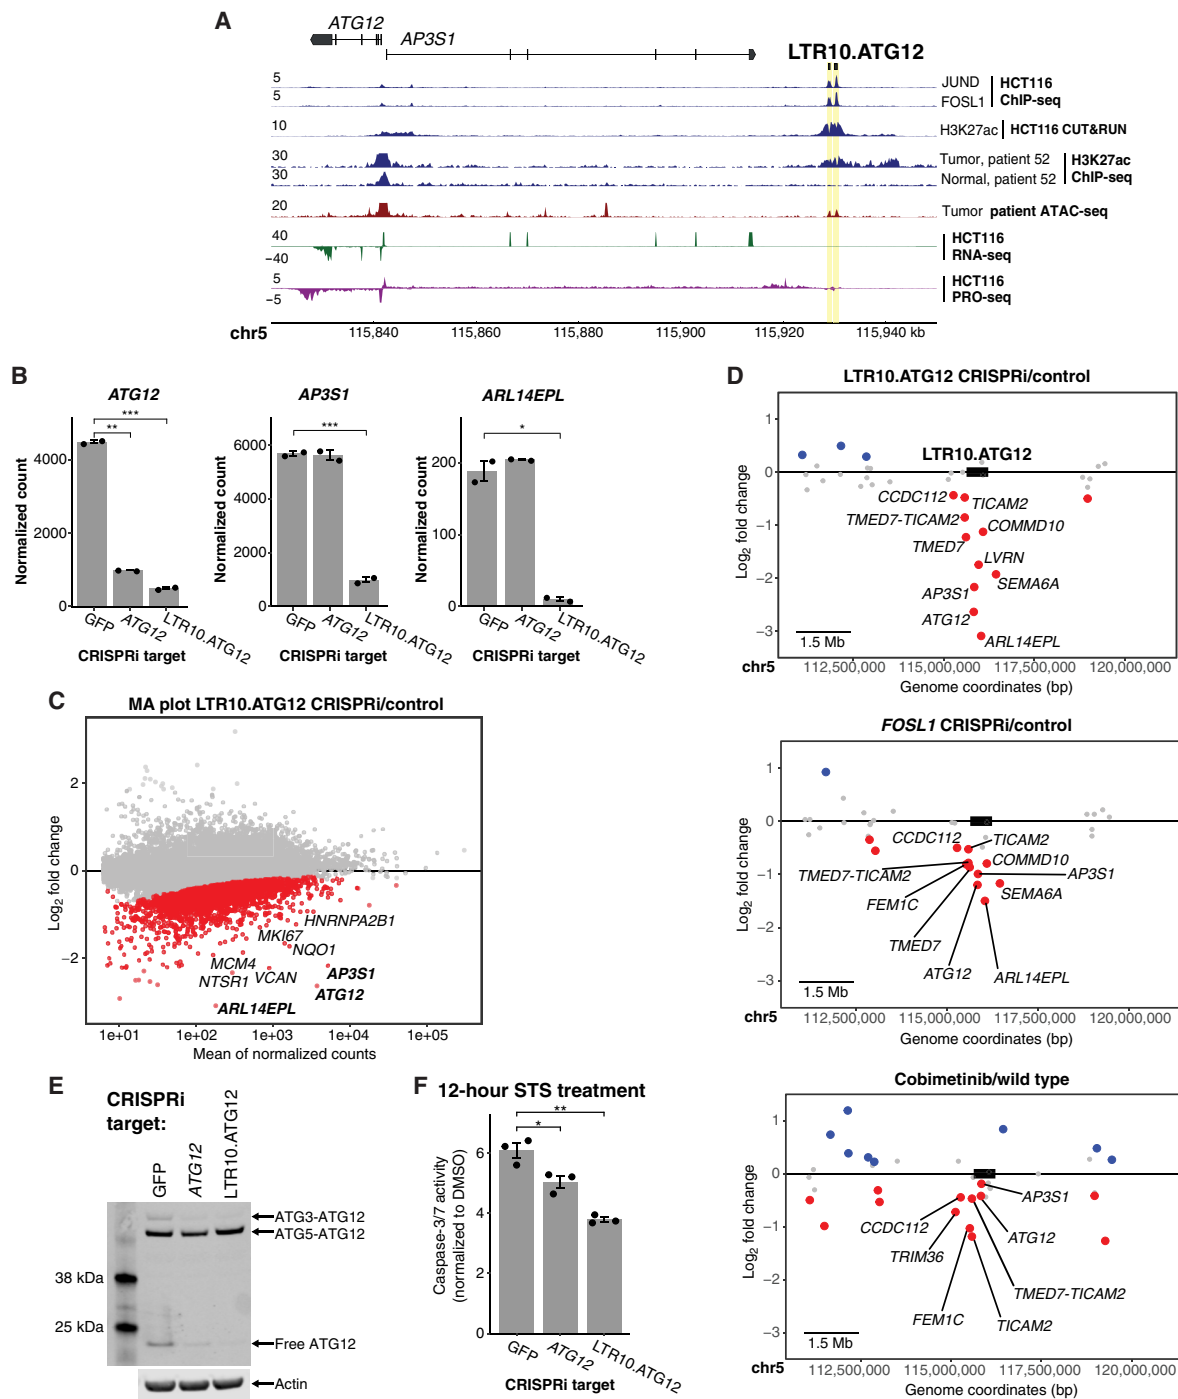 A
ATG12
AP3S1
LTR10.ATG12
5
JUND
5
FOSL1
HCT116
ChIP-seq
10
H3K27ac
HCT116 CUT&RUN
30
Tumor, patient 52
30
Normal, patient 52
H3K27ac
ChIP-seq
20
Tumor patient ATAC-seq
40
−40
HCT116
RNA-seq
5
−5
HCT116
PRO-seq
chr5
115,840
115,860
115,880
115,900
115,920
115,940 kb
B
ATG12
***
**
Normalized count
4000
2000
0
GFP
ATG12
LTR10.ATG12
CRISPRi target
AP3S1
***
Normalized count
6000
4000
2000
0
GFP
ATG12
LTR10.ATG12
CRISPRi target
ARL14EPL
*
Normalized count
200
100
0
GFP
ATG12
LTR10.ATG12
CRISPRi target
C
MA plot LTR10.ATG12 CRISPRi/control
Log2 fold change
2
0
−2
HNRNPA2B1
MKI67
NQO1
MCM4
VCAN
NTSR1
AP3S1
ATG12
ARL14EPL
1e+01
1e+02
1e+03
1e+04
1e+05
Mean of normalized counts
D
LTR10.ATG12 CRISPRi/control
Log2 fold change
1
0
−1
−2
−3
LTR10.ATG12
CCDC112
TICAM2
TMED7-TICAM2
COMMD10
TMED7
LVRN
SEMA6A
AP3S1
ATG12
ARL14EPL
1.5 Mb
chr5
112,500,000
115,000,000
117,500,000
120,000,000
Genome coordinates (bp)
FOSL1 CRISPRi/control
Log2 fold change
1
0
−1
−2
−3
CCDC112
TICAM2
COMMD10
TMED7-TICAM2
AP3S1
FEM1C
SEMA6A
TMED7
ATG12
ARL14EPL
1.5 Mb
chr5
112,500,000
115,000,000
117,500,000
120,000,000
Genome coordinates (bp)
Cobimetinib/wild type
Log2 fold change
1
0
−1
−2
−3
AP3S1
CCDC112
ATG12
TRIM36
TMED7-TICAM2
FEM1C
TICAM2
1.5 Mb
chr5
112,500,000
115,000,000
117,500,000
120,000,000
Genome coordinates (bp)
E
CRISPRi
target:
GFP
ATG12
LTR10.ATG12
ATG3-ATG12
ATG5-ATG12
38 kDa
25 kDa
Free ATG12
Actin
F
12-hour STS treatment
**
*
Caspase-3/7 activity
(normalized to DMSO)
6
4
2
0
GFP
ATG12
LTR10.ATG12
CRISPRi target